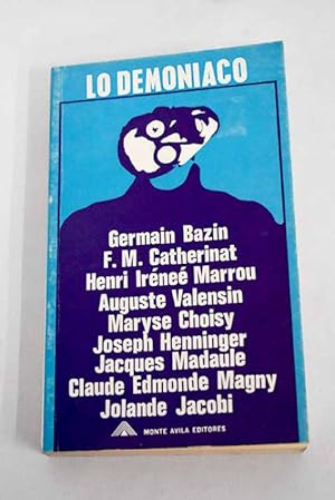 LO DEMONIACO
Germain Bazin
F. M. Catherinat
Henri Iréneé Marrou
Auguste Valensin
Maryse Choisy
Joseph Henninger
Jacques Madaule
Claude Edmonde Magny
Jolande Jacobi
MONTE AVILA EDITORES